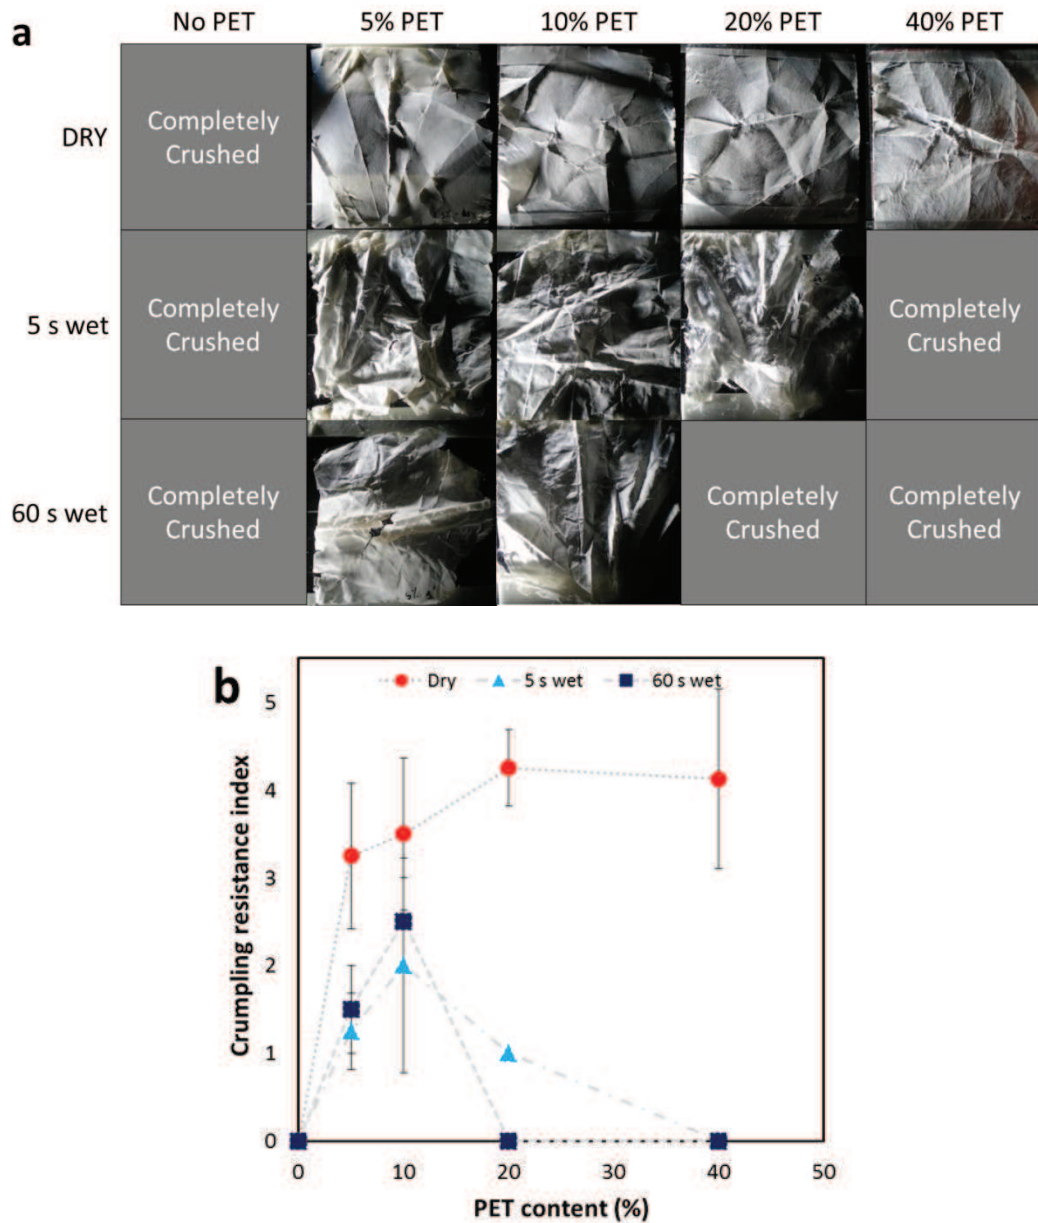 a
No PET 5% PET 10% PET 20% PET 40% PET
DRY
Completely
Crushed
5 s wet
Completely
Crushed
Completely
Crushed
60 s wet
Completely
Crushed
Completely
Crushed
Completely
Crushed
b
Dry 5 s wet 60 s wet
Crumpling resistance index
5
4
3
2
1
0
0 10 20 30 40 50
PET content (%)